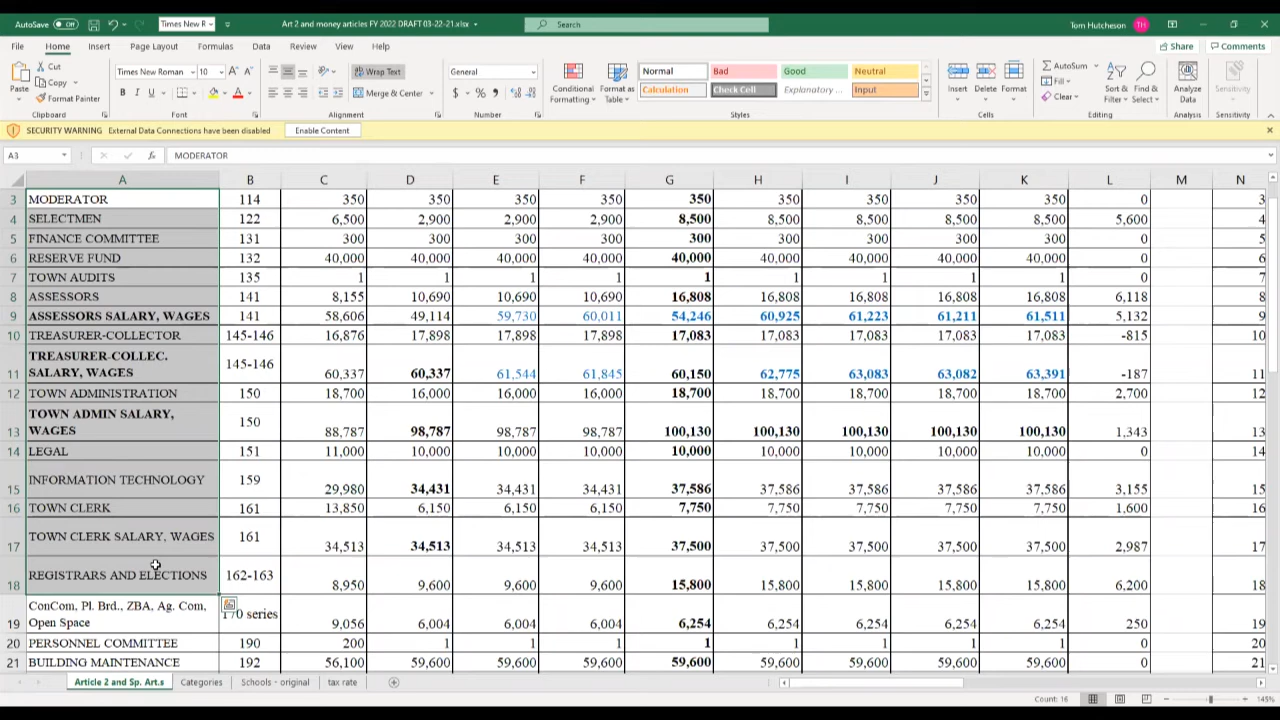 AutoSave Off Times New R Art 2 and money articles FY 2022 DRAFT 03-22-21.xlsx Search Tom Hutcheson TH
File Home Insert Page Layout Formulas Data Review View Help Share Comments
Paste Cut Copy Format Painter Clipboard
Times New Roman 10 B I U A Font
Wrap Text Merge & Center Alignment
General $ % Number
Conditional Formatting Format as Table
Normal Bad Good Neutral
Calculation Check Cell Explanatory ... Input
Styles
Insert Delete Format Cells
AutoSum Fill Clear Sort & Filter Find & Select Editing
Analyze Data Analysis
Sensitivity Sensitivity
SECURITY WARNING External Data Connections have been disabled Enable Content
A3 fx MODERATOR
A B C D E F G H I J K L M N
3 MODERATOR 114 350 350 350 350 350 350 350 350 350 0 3
4 SELECTMEN 122 6,500 2,900 2,900 2,900 8,500 8,500 8,500 8,500 8,500 5,600 4
5 FINANCE COMMITTEE 131 300 300 300 300 300 300 300 300 300 0 5
6 RESERVE FUND 132 40,000 40,000 40,000 40,000 40,000 40,000 40,000 40,000 40,000 0 6
7 TOWN AUDITS 135 1 1 1 1 1 1 1 1 1 0 7
8 ASSESSORS 141 8,155 10,690 10,690 10,690 16,808 16,808 16,808 16,808 16,808 6,118 8
9 ASSESSORS SALARY, WAGES 141 58,606 49,114 59,730 60,011 54,246 60,925 61,223 61,211 61,511 5,132 9
10 TREASURER-COLLECTOR 145-146 16,876 17,898 17,898 17,898 17,083 17,083 17,083 17,083 17,083 -815 10
TREASURER-COLLEC.
11 SALARY, WAGES 145-146 60,337 60,337 61,544 61,845 60,150 62,775 63,083 63,082 63,391 -187 11
12 TOWN ADMINISTRATION 150 18,700 16,000 16,000 16,000 18,700 18,700 18,700 18,700 18,700 2,700 12
TOWN ADMIN SALARY,
13 WAGES 150 88,787 98,787 98,787 98,787 100,130 100,130 100,130 100,130 100,130 1,343 13
14 LEGAL 151 11,000 10,000 10,000 10,000 10,000 10,000 10,000 10,000 10,000 0 14
15 INFORMATION TECHNOLOGY 159 29,980 34,431 34,431 34,431 37,586 37,586 37,586 37,586 37,586 3,155 15
16 TOWN CLERK 161 13,850 6,150 6,150 6,150 7,750 7,750 7,750 7,750 7,750 1,600 16
17 TOWN CLERK SALARY, WAGES 161 34,513 34,513 34,513 34,513 37,500 37,500 37,500 37,500 37,500 2,987 17
18 REGISTRARS AND ELECTIONS 162-163 8,950 9,600 9,600 9,600 15,800 15,800 15,800 15,800 15,800 6,200 18
ConCom, Pl. Brd., ZBA, Ag. Com,
19 Open Space 170 series 9,056 6,004 6,004 6,004 6,254 6,254 6,254 6,254 6,254 250 19
20 PERSONNEL COMMITTEE 190 200 1 1 1 1 1 1 1 1 0 20
21 BUILDING MAINTENANCE 192 56,100 59,600 59,600 59,600 59,600 59,600 59,600 59,600 59,600 0 21
Article 2 and Sp. Art.s Categories Schools - original tax rate
Count: 16 145%